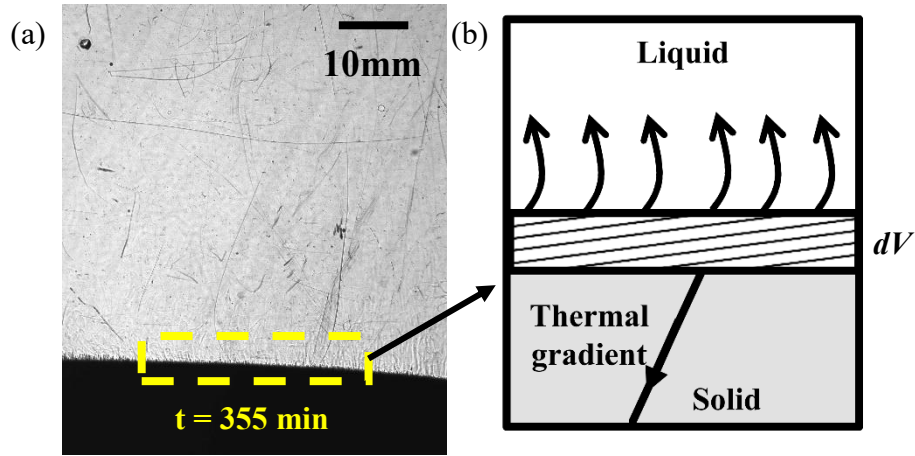 (a)
10mm
t = 355 min
(b)
Liquid
dV
Thermal
gradient
Solid